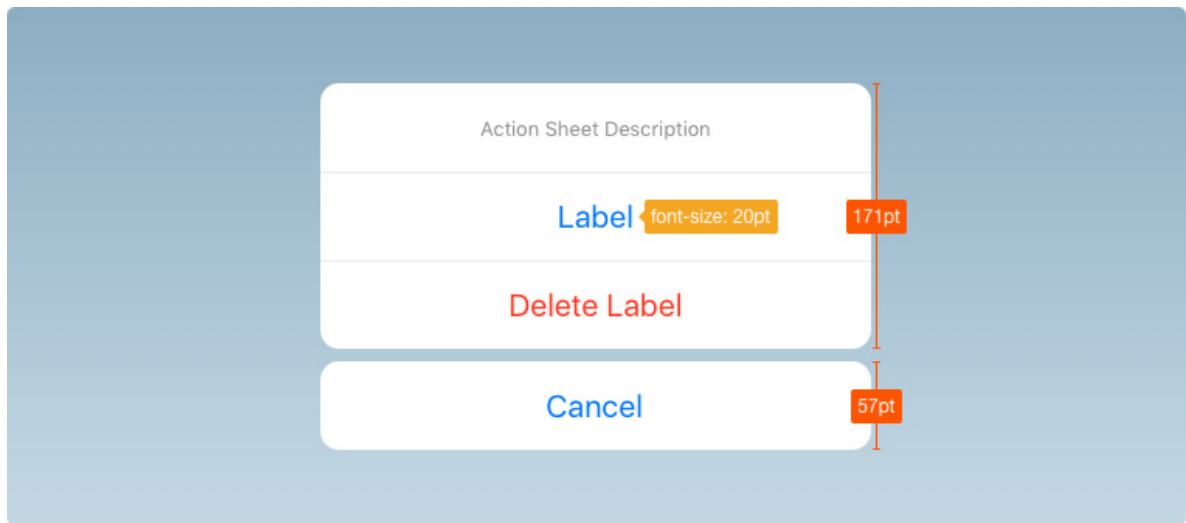 Action Sheet Description
Label font-size: 20pt 171pt
Delete Label
Cancel 57pt